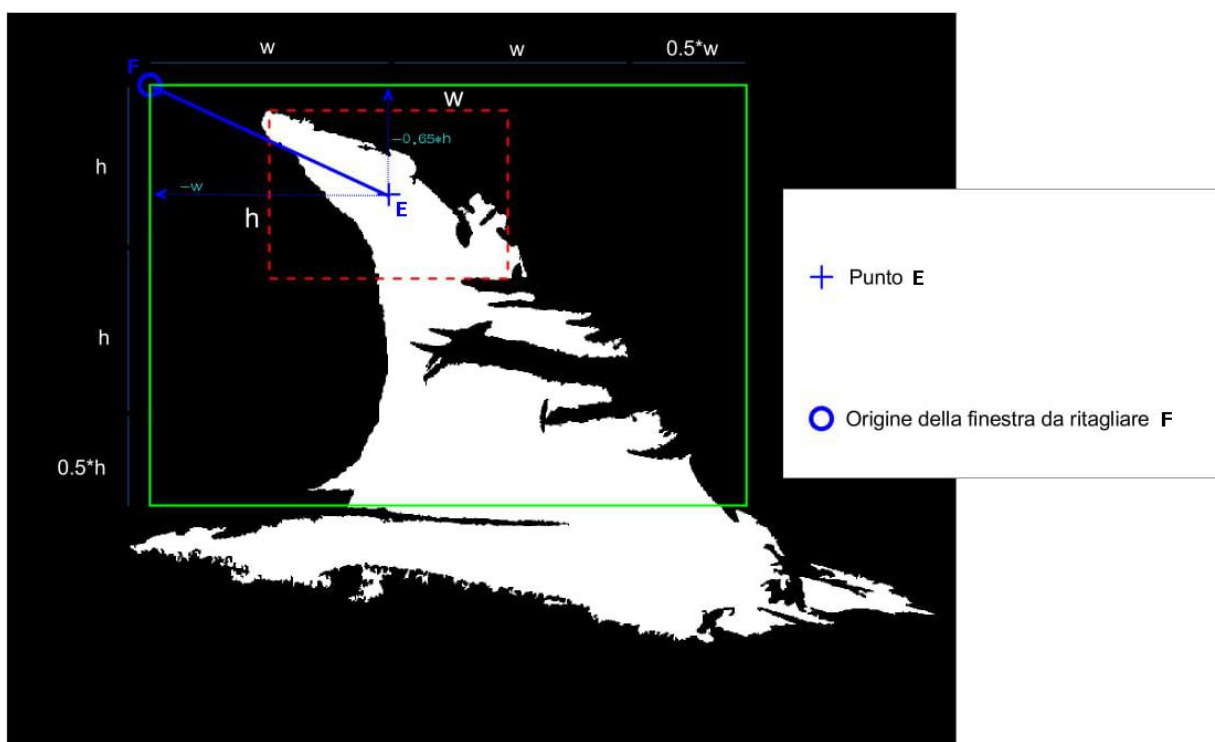 w
w
0.5*w
F
w
-0.65*h
h
-w
E
h
h
0.5*h
Punto E
Origine della finestra da ritagliare F